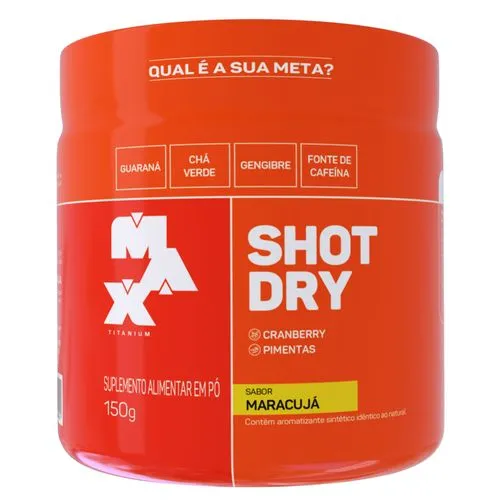 QUAL É A SUA META?
GUARANÁ
CHÁ
VERDE
GENGIBRE
FONTE DE
CAFEÍNA
MAX
TITANIUM
SHOT
DRY
CRANBERRY
PIMENTAS
SUPLEMENTO ALIMENTAR EM PÓ
150g
SABOR
MARACUJÁ
Contém aromatizante sintético idêntico ao natural.